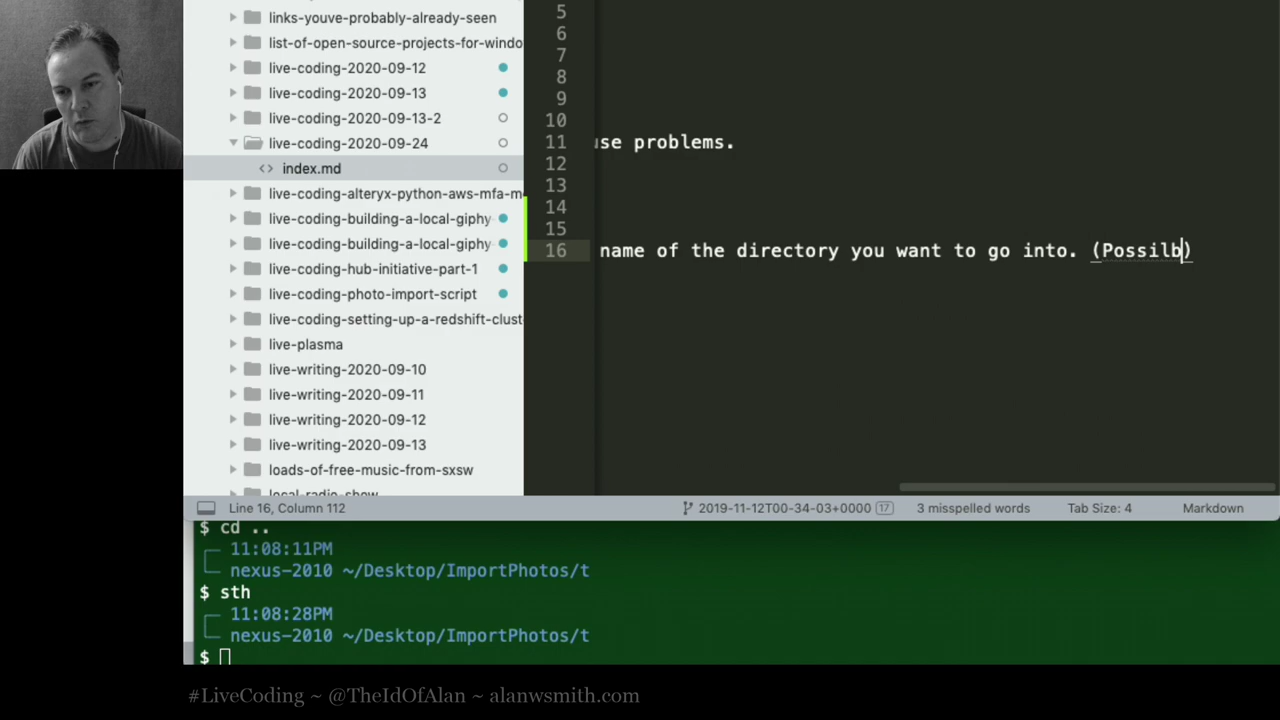 links-youve-probably-already-seen
list-of-open-source-projects-for-windo
live-coding-2020-09-12
live-coding-2020-09-13
live-coding-2020-09-13-2
live-coding-2020-09-24
<> index.md
live-coding-alteryx-python-aws-mfa-m
live-coding-building-a-local-giphy
live-coding-building-a-local-giphy
live-coding-hub-initiative-part-1
live-coding-photo-import-script
live-coding-setting-up-a-redshift-clust
live-plasma
live-writing-2020-09-10
live-writing-2020-09-11
live-writing-2020-09-12
live-writing-2020-09-13
loads-of-free-music-from-sxsw
local-radio-show
5
6
7
8
9
10
11 use problems.
12
13
14
15
16 name of the directory you want to go into. (Possilb)
Line 16, Column 112 2019-11-12T00-34-03+0000 17 3 misspelled words Tab Size: 4 Markdown
$ cd ..
11:08:11PM
nexus-2010 ~/Desktop/ImportPhotos/t
$ sth
11:08:28PM
nexus-2010 ~/Desktop/ImportPhotos/t
$
#LiveCoding ~ @TheIdOfAlan ~ alanwsmith.com